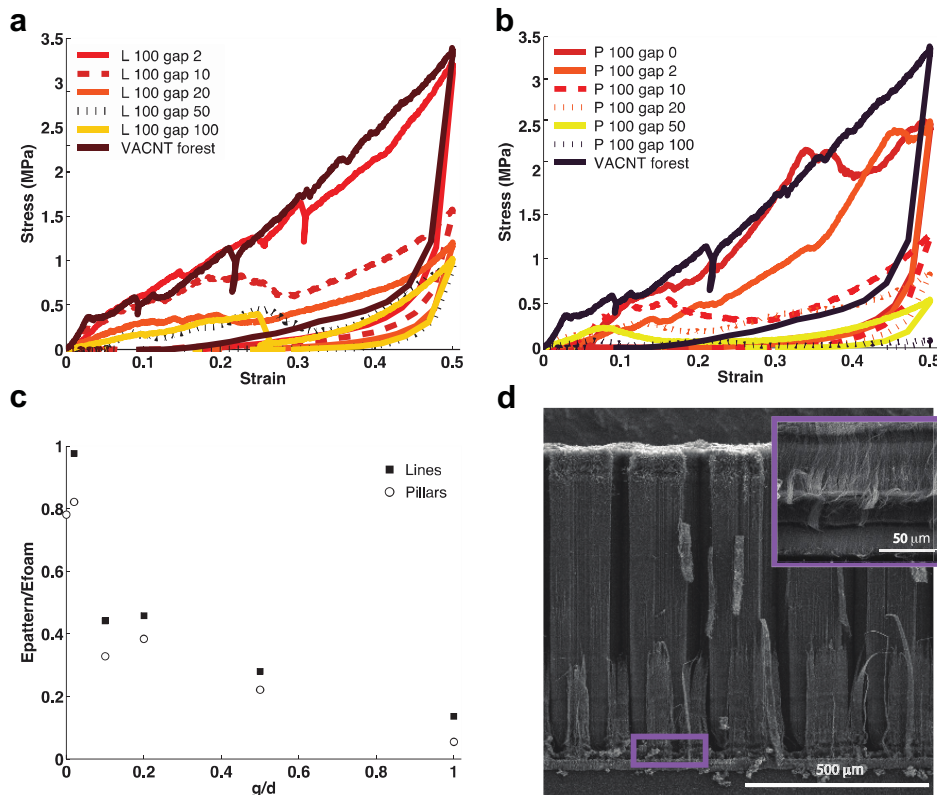 a
3.5
3
2.5
2
1.5
1
0.5
0
Stress (MPa)
L 100 gap 2
L 100 gap 10
L 100 gap 20
L 100 gap 50
L 100 gap 100
VACNT forest
0 0.1 0.2 0.3 0.4 0.5
Strain
b
3.5
3
2.5
2
1.5
1
0.5
0
Stress (MPa)
P 100 gap 0
P 100 gap 2
P 100 gap 10
P 100 gap 20
P 100 gap 50
P 100 gap 100
VACNT forest
0 0.1 0.2 0.3 0.4 0.5
Strain
c
1
0.8
0.6
0.4
0.2
0
Epattern/Efoam
Lines
Pillars
0 0.2 0.4 0.6 0.8 1
g/d
d
50 µm
500 µm